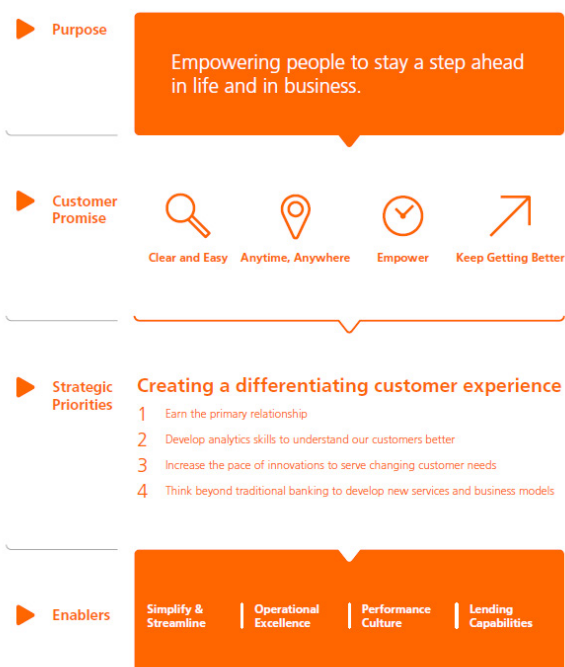 Purpose
Empowering people to stay a step ahead
in life and in business.
Customer
Promise
Clear and Easy
Anytime, Anywhere
Empower
Keep Getting Better
Strategic
Priorities
Creating a differentiating customer experience
1 Earn the primary relationship
2 Develop analytics skills to understand our customers better
3 Increase the pace of innovations to serve changing customer needs
4 Think beyond traditional banking to develop new services and business models
Enablers
Simplify &
Streamline
Operational
Excellence
Performance
Culture
Lending
Capabilities